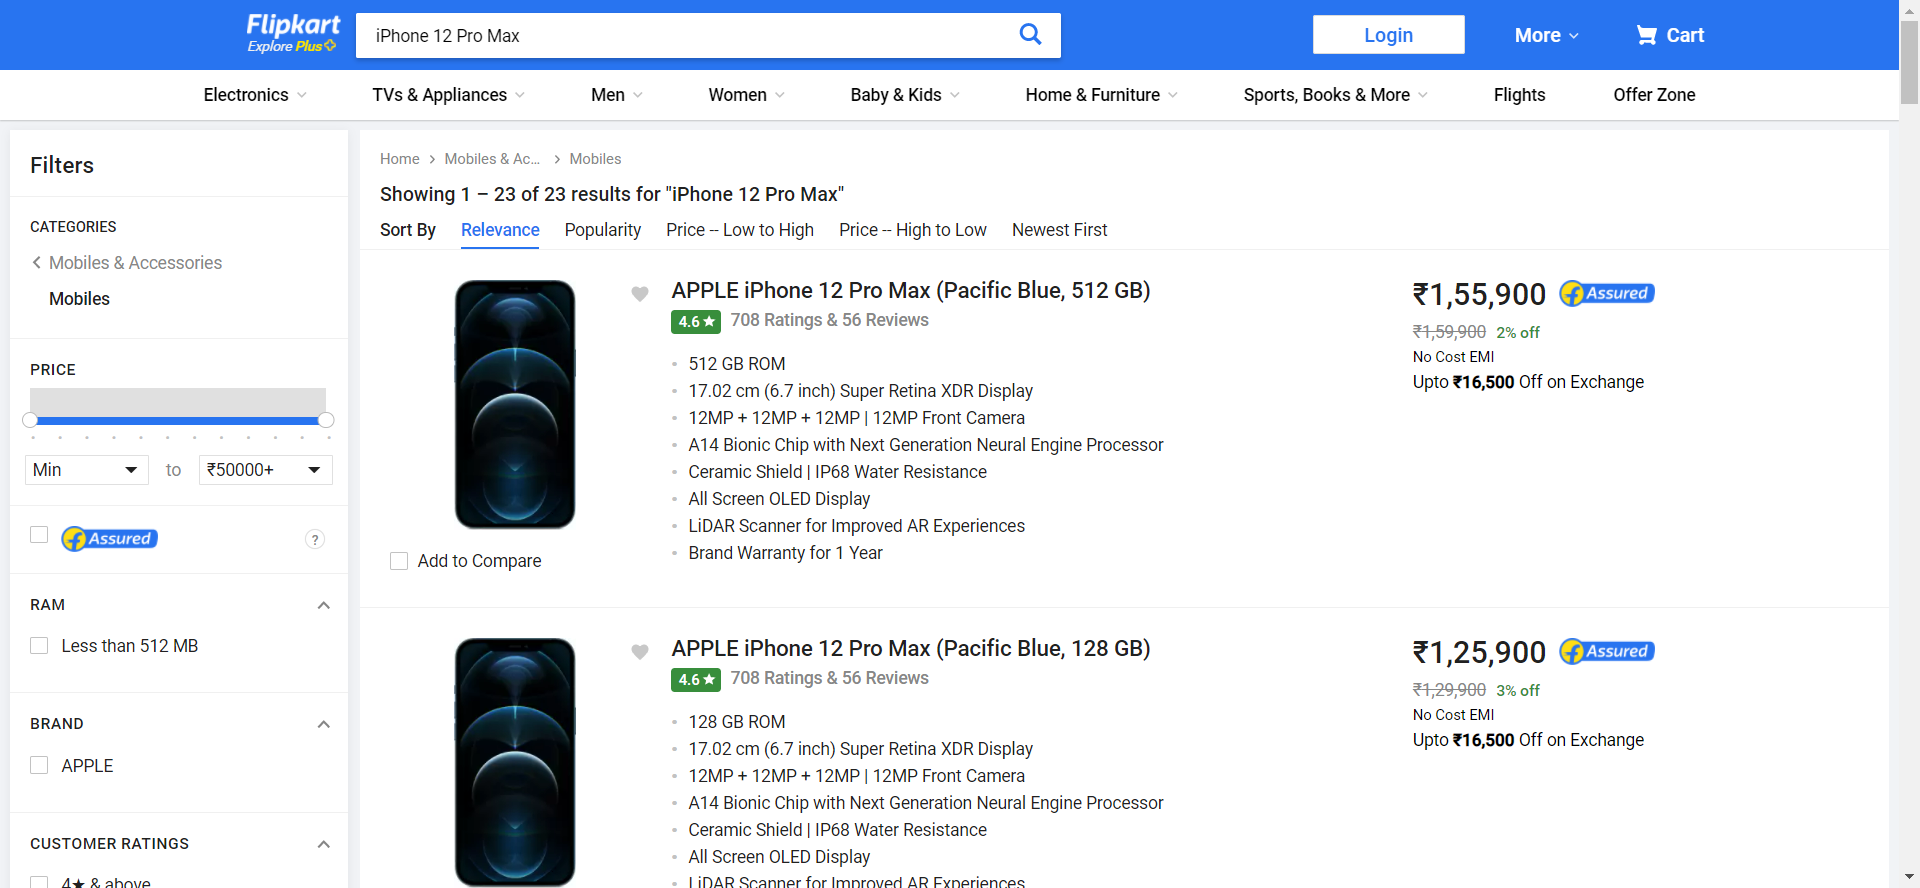 Flipkart
Explore Plus
iPhone 12 Pro Max
Login
More
Cart
Electronics
TVs & Appliances
Men
Women
Baby & Kids
Home & Furniture
Sports, Books & More
Flights
Offer Zone
Filters
CATEGORIES
Mobiles & Accessories
Mobiles
PRICE
Min
to
₹50000+
Assured
?
RAM
Less than 512 MB
BRAND
APPLE
CUSTOMER RATINGS
4★ & above
Home
Mobiles & Ac...
Mobiles
Showing 1 – 23 of 23 results for "iPhone 12 Pro Max"
Sort By
Relevance
Popularity
Price -- Low to High
Price -- High to Low
Newest First
APPLE iPhone 12 Pro Max (Pacific Blue, 512 GB)
4.6★ 708 Ratings & 56 Reviews
512 GB ROM
17.02 cm (6.7 inch) Super Retina XDR Display
12MP + 12MP + 12MP | 12MP Front Camera
A14 Bionic Chip with Next Generation Neural Engine Processor
Ceramic Shield | IP68 Water Resistance
All Screen OLED Display
LiDAR Scanner for Improved AR Experiences
Brand Warranty for 1 Year
Add to Compare
₹1,55,900
Assured
₹1,59,900 2% off
No Cost EMI
Upto ₹16,500 Off on Exchange
APPLE iPhone 12 Pro Max (Pacific Blue, 128 GB)
4.6★ 708 Ratings & 56 Reviews
128 GB ROM
17.02 cm (6.7 inch) Super Retina XDR Display
12MP + 12MP + 12MP | 12MP Front Camera
A14 Bionic Chip with Next Generation Neural Engine Processor
Ceramic Shield | IP68 Water Resistance
All Screen OLED Display
LiDAR Scanner for Improved AR Experiences
₹1,25,900
Assured
₹1,29,900 3% off
No Cost EMI
Upto ₹16,500 Off on Exchange